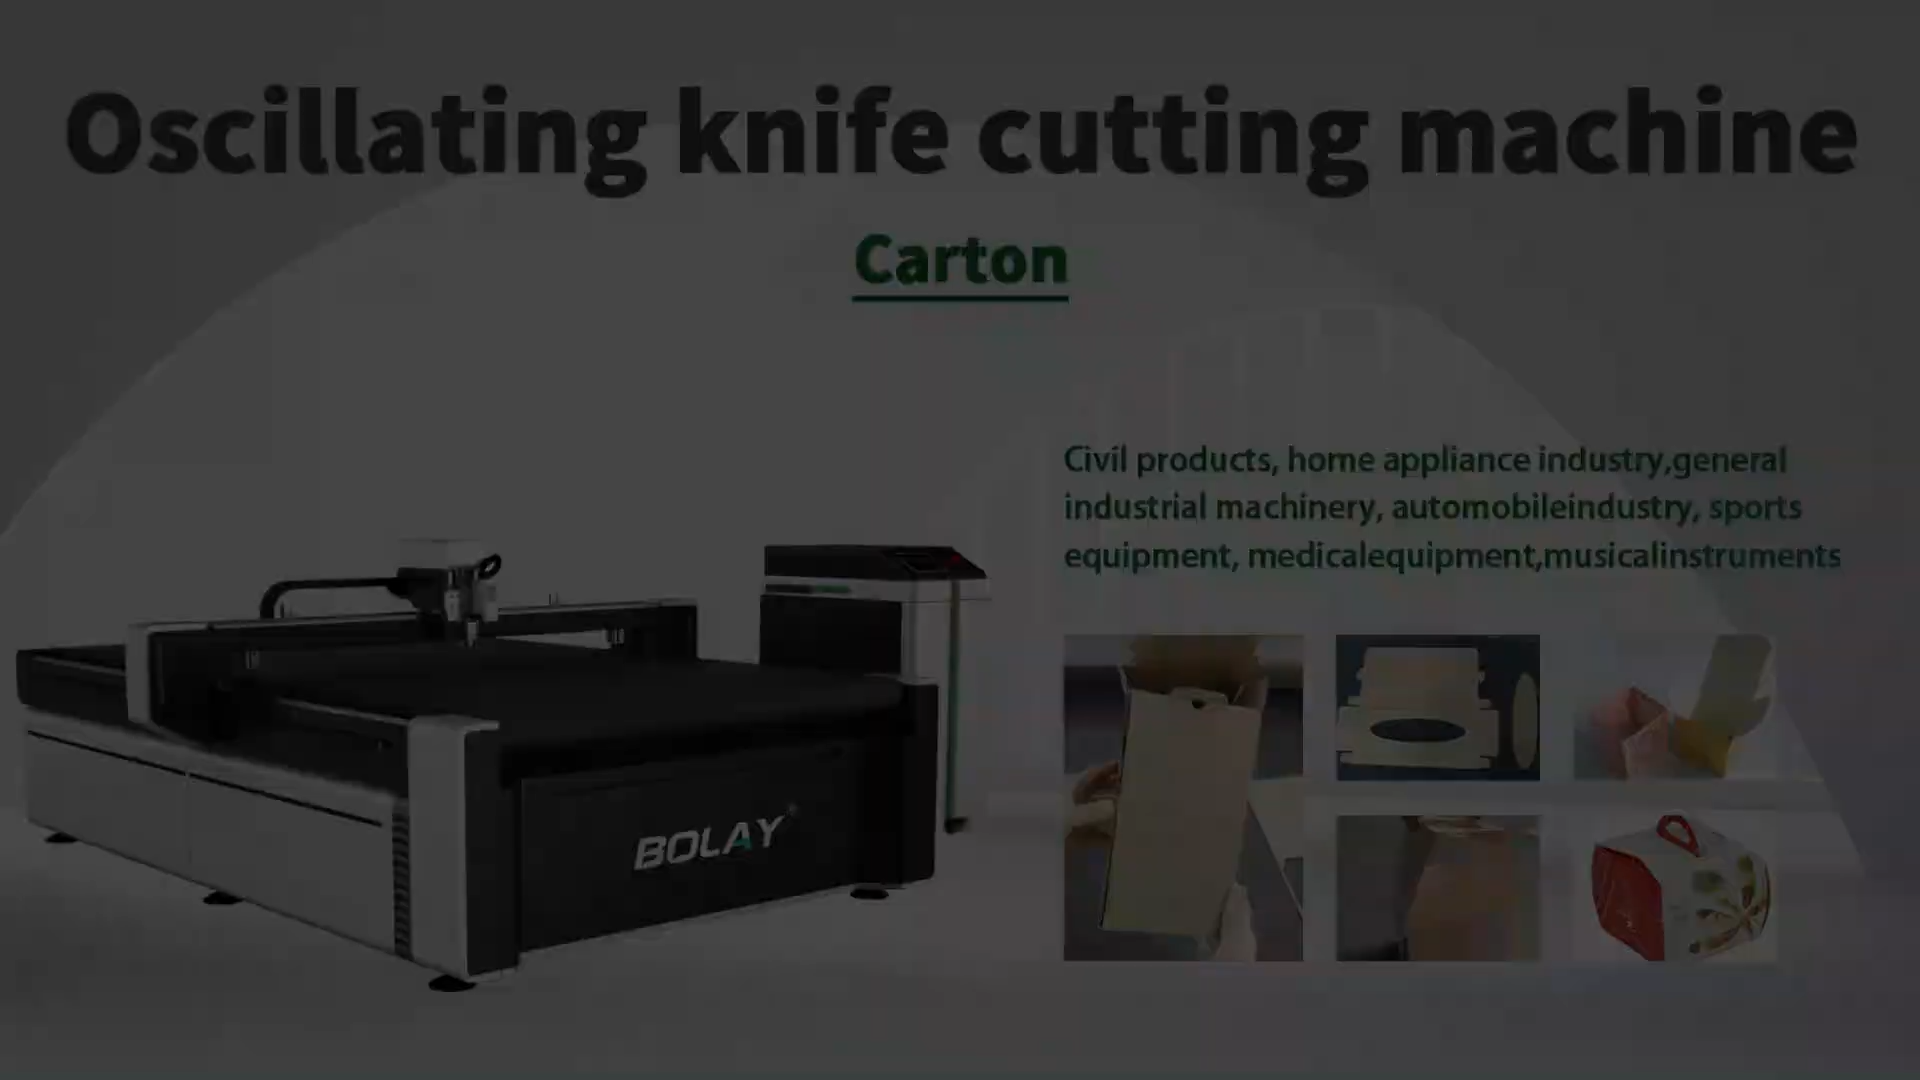 Oscillating knife cutting machine
Carton
Civil products, home appliance industry,general
industrial machinery, automobileindustry, sports
equipment, medicalequipment,musicalinstruments
BOLAY